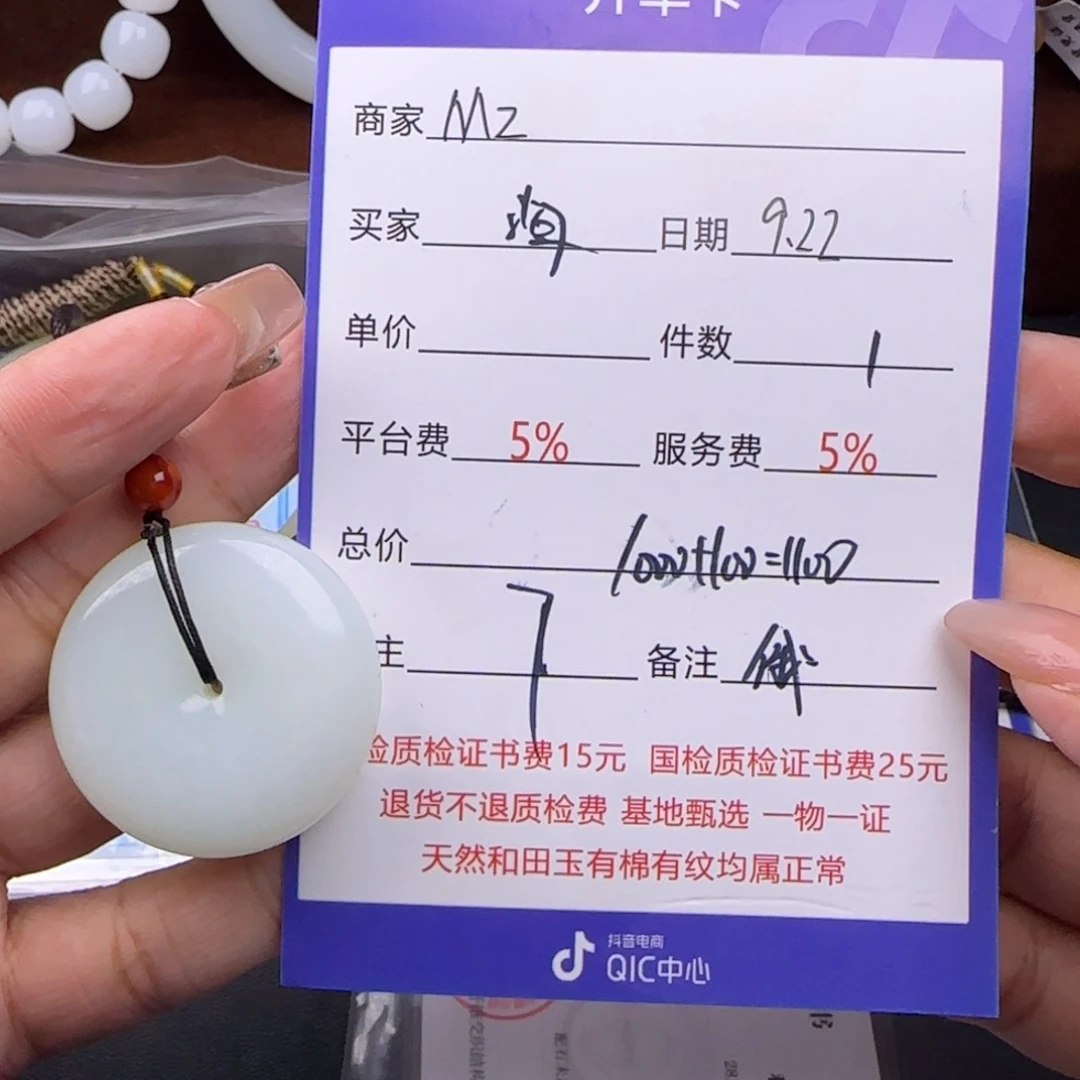 商家 MZ
买家 日期 9.22
单价 件数 1
平台费 5% 服务费 5%
总价 1000+100=1100
主 备注 俄
检质检证书费15元 国检质检证书费25元
退货不退质检费 基地甄选 一物一证
天然和田玉有棉有纹均属正常
抖音电商
QIC中心